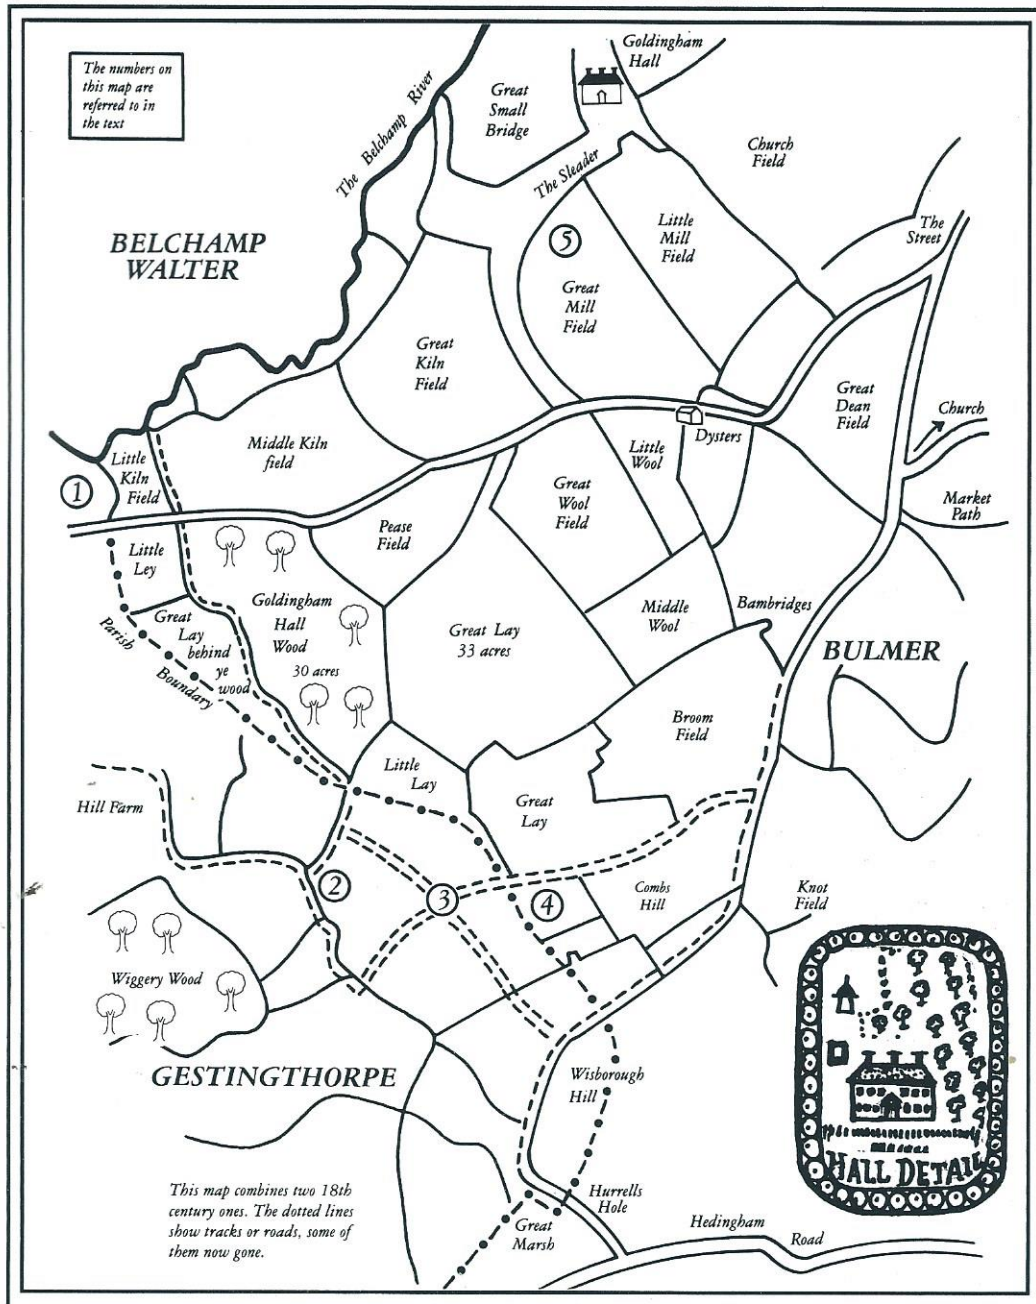 The numbers on
this map are
referred to in
the text
Goldingham
Hall
Great
Small
Bridge
The Belchamp River
Church
Field
The Sleader
BELCHAMP
WALTER
5
Little
Mill
Field
The
Street
Great
Mill
Field
Great
Kiln
Field
Great
Dean
Field
Church
Middle Kiln
field
Little
Wool
Dysters
Little
Kiln
Field
1
Great
Wool
Field
Market
Path
Pease
Field
Little
Ley
Goldingham
Hall
Wood
30 acres
Great
Lay
behind
ye
wood
Parish
Boundary
Great Lay
33 acres
Middle
Wool
Bambridges
BULMER
Broom
Field
Little
Lay
Great
Lay
Hill Farm
2
3
4
Combs
Hill
Knot
Field
Wiggery Wood
GESTINGTHORPE
Wisborough
Hill
HALL DETAIL
This map combines two 18th
century ones. The dotted lines
show tracks or roads, some of
them now gone.
Hurrells
Hole
Great
Marsh
Hedingham
Road